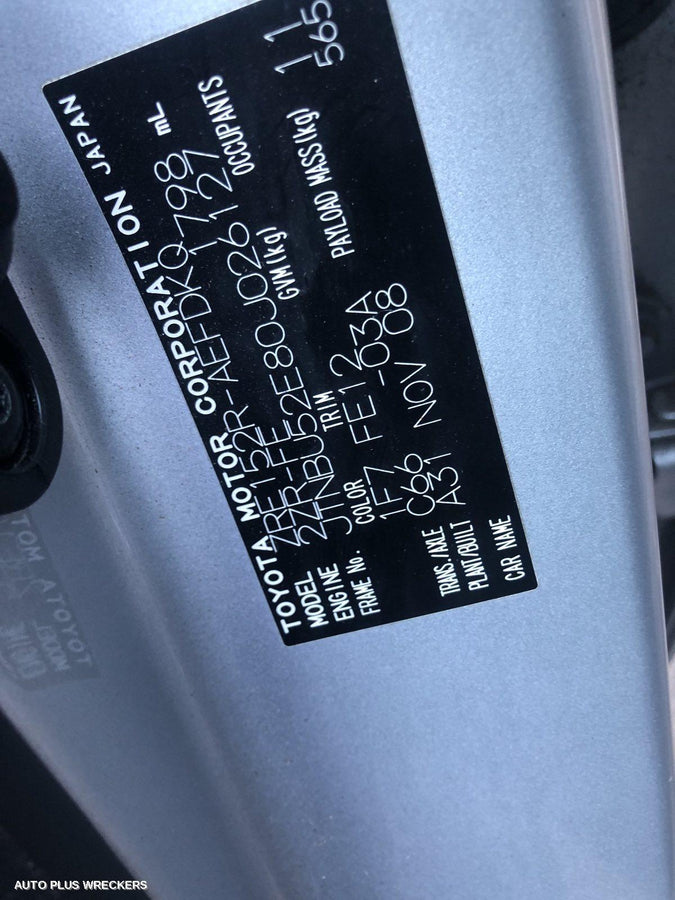 TOYOTA MOTOR CORPORATION JAPAN
MODEL ZRE152R-AEFDKQ
ENGINE 2ZR-FE 1798 mL
FRAME No. JTNBU52E80J026127
COLOR TRIM GVM(kg) OCCUPANTS
1F7 FE12
TRANS./AXLE C66 -03A PAYLOAD MASS(kg) 565
PLANT/BUILT A31 NOV 08
CAR NAME
AUTO PLUS WRECKERS